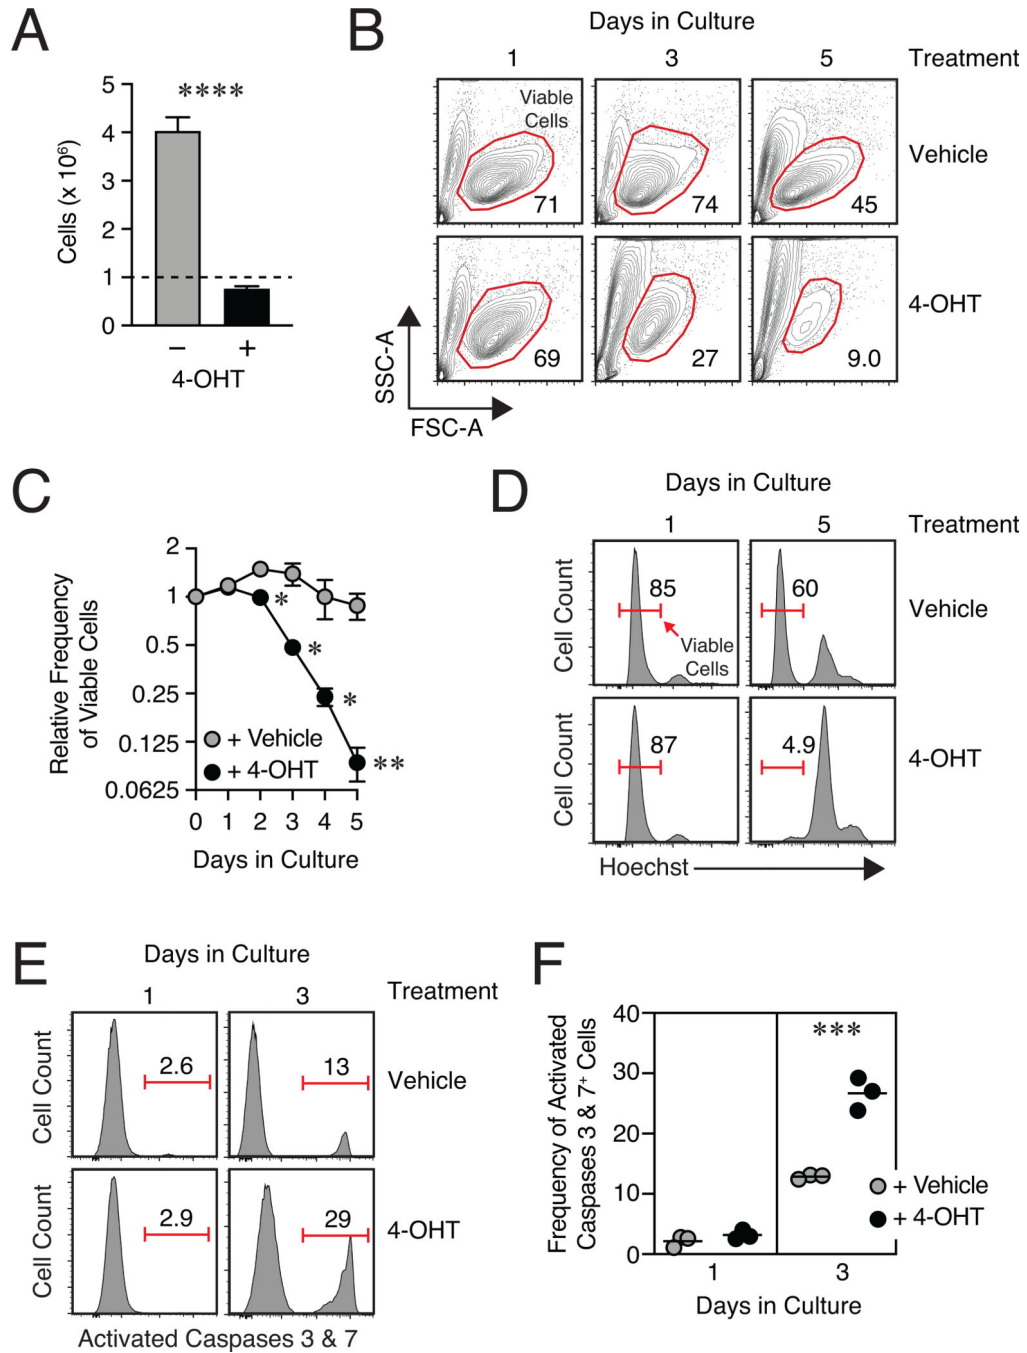 A
Cells (x 10⁶)
5
4
3
2
1
0
****
− +
4-OHT
B
Days in Culture
1 3 5 Treatment
Viable
Cells
71 74 45 Vehicle
69 27 9.0 4-OHT
SSC-A
FSC-A
C
Relative Frequency
of Viable Cells
2
1
0.5
0.25
0.125
0.0625
*
*
*
**
+ Vehicle
+ 4-OHT
0 1 2 3 4 5
Days in Culture
D
Days in Culture
1 5 Treatment
Cell Count
85 60 Vehicle
Viable
Cells
Cell Count
87 4.9 4-OHT
Hoechst
E
Days in Culture
1 3 Treatment
Cell Count
2.6 13 Vehicle
Cell Count
2.9 29 4-OHT
Activated Caspases 3 & 7
F
Frequency of Activated
Caspases 3 & 7⁺ Cells
40
30
20
10
0
***
+ Vehicle
+ 4-OHT
1 3
Days in Culture